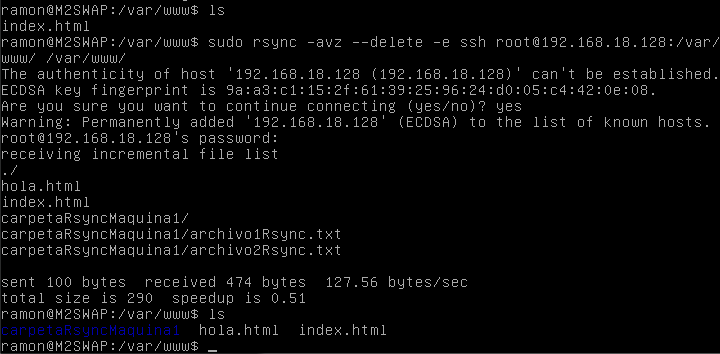 ramon@M2SWAP:/var/www$ ls
index.html
ramon@M2SWAP:/var/www$ sudo rsync -avz --delete -e ssh root@192.168.18.128:/var/
www/ /var/www/
The authenticity of host '192.168.18.128 (192.168.18.128)' can't be established.
ECDSA key fingerprint is 9a:a3:c1:15:2f:61:39:25:96:24:d0:05:c4:42:0e:08.
Are you sure you want to continue connecting (yes/no)? yes
Warning: Permanently added '192.168.18.128' (ECDSA) to the list of known hosts.
root@192.168.18.128's password:
receiving incremental file list
./
hola.html
index.html
carpetaRsyncMaquina1/
carpetaRsyncMaquina1/archivo1Rsync.txt
carpetaRsyncMaquina1/archivo2Rsync.txt
sent 100 bytes  received 474 bytes  127.56 bytes/sec
total size is 290  speedup is 0.51
ramon@M2SWAP:/var/www$ ls
carpetaRsyncMaquina1  hola.html  index.html
ramon@M2SWAP:/var/www$ _